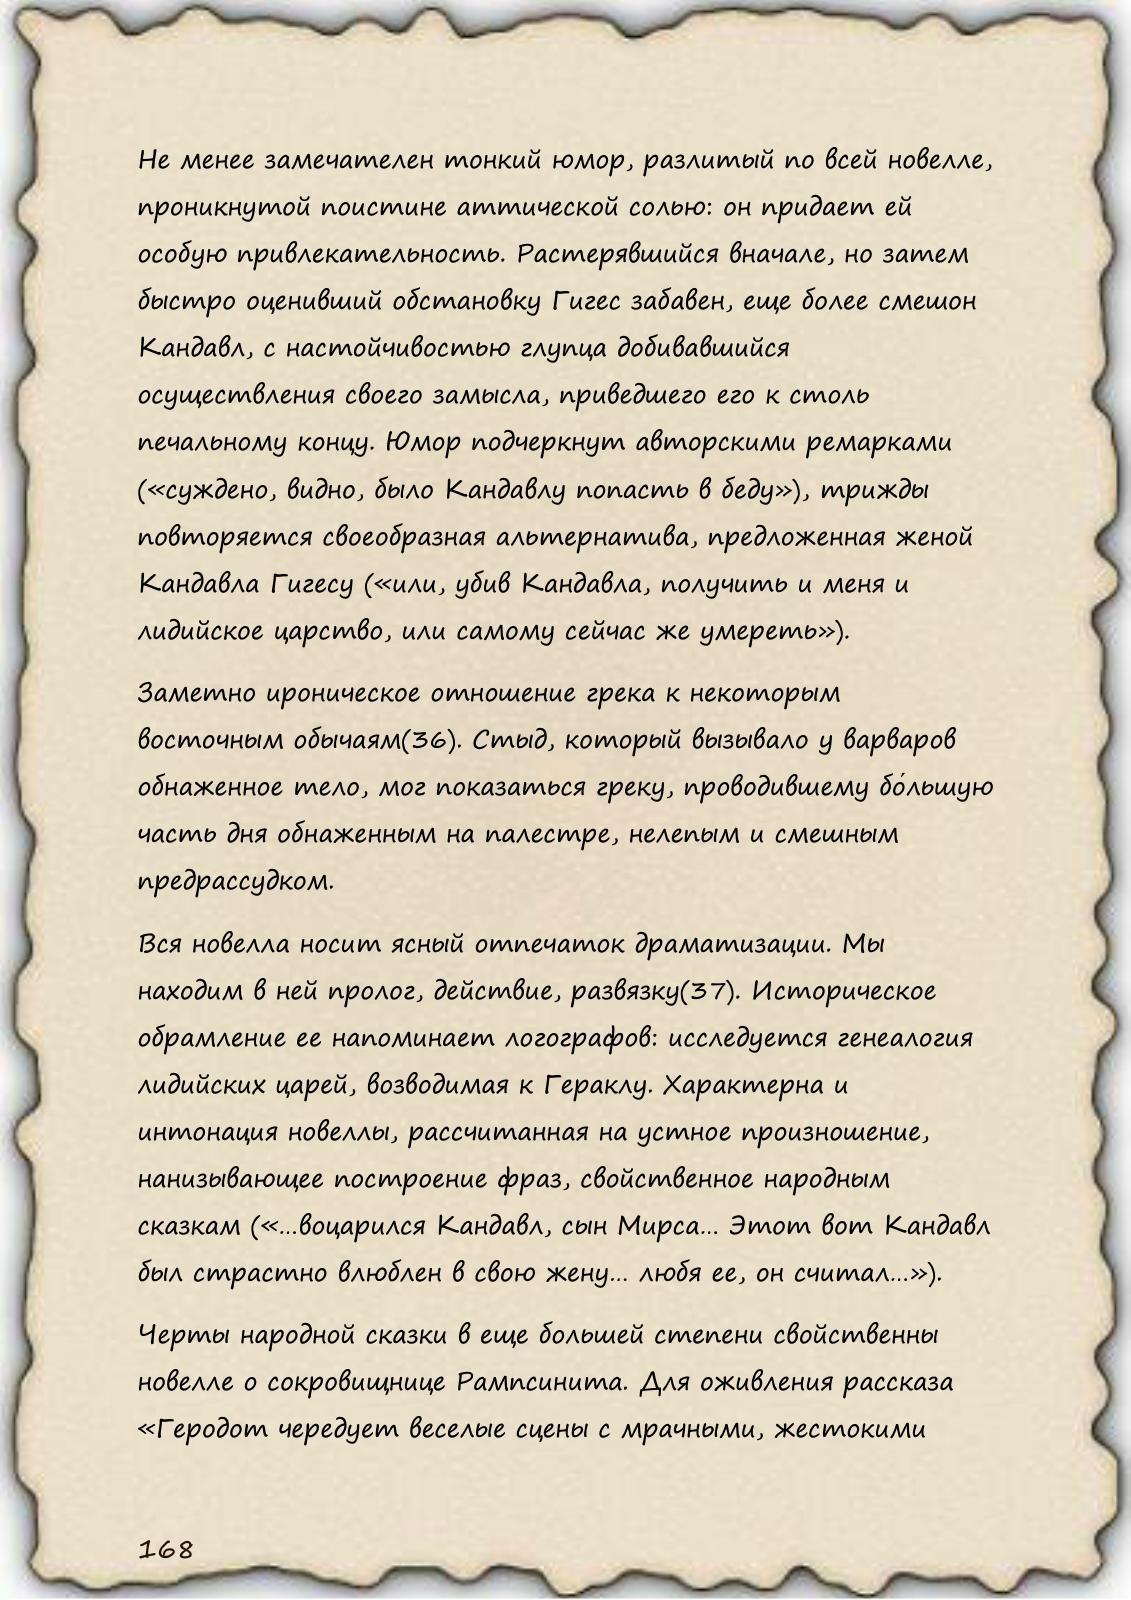 Не менее замечателен тонкий юмор, разлитый по всей новелле,
проникнутой поистине аттической солью: он придает ей
особую привлекательность. Растерявшийся вначале, но затем
быстро оценивший обстановку Гигес забавен, еще более смешон
Кандавл, с настойчивостью глупца добивавшийся
осуществления своего замысла, приведшего его к столь
печальному концу. Юмор подчеркнут авторскими ремарками
(«суждено, видно, было Кандавлу попасть в беду»), трижды
повторяется своеобразная альтернатива, предложенная женой
Кандавла Гигесу («или, убив Кандавла, получить и меня и
лидийское царство, или самому сейчас же умереть»).
Заметно ироническое отношение грека к некоторым
восточным обычаям(36). Стыд, который вызывало у варваров
обнаженное тело, мог показаться греку, проводившему бо́льшую
часть дня обнаженным на палестре, нелепым и смешным
предрассудком.
Вся новелла носит ясный отпечаток драматизации. Мы
находим в ней пролог, действие, развязку(37). Историческое
обрамление ее напоминает логографов: исследуется генеалогия
лидийских царей, возводимая к Гераклу. Характерна и
интонация новеллы, рассчитанная на устное произношение,
нанизывающее построение фраз, свойственное народным
сказкам («...воцарился Кандавл, сын Мирса... Этот вот Кандавл
был страстно влюблен в свою жену... любя ее, он считал...»).
Черты народной сказки в еще большей степени свойственны
новелле о сокровищнице Рампсинита. Для оживления рассказа
«Геродот чередует веселые сцены с мрачными, жестокими
168